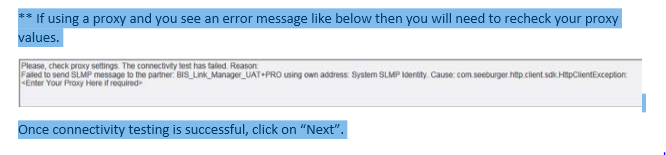 ** If using a proxy and you see an error message like below then you will need to recheck your proxy
values.
Please, check proxy settings. The connectivity test has failed. Reason:
Failed to send SLMP message to the partner: BIS_Link_Manager_UAT+PRO using own address: System SLMP Identity. Cause: com.seeburger.http.client.sdk.HttpClientException:
<Enter Your Proxy Here if required>
Once connectivity testing is successful, click on “Next”.